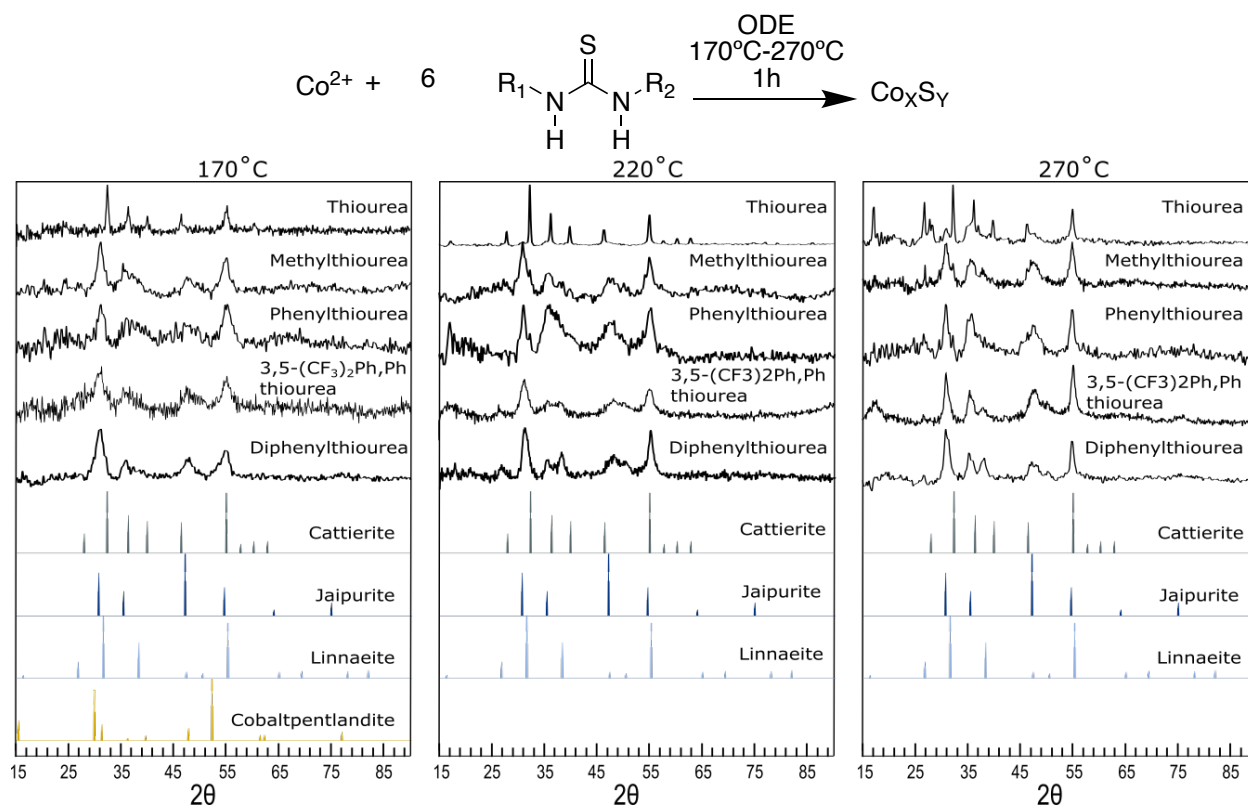 ODE
170ºC-270ºC
1h
Co²⁺ + 6
S
R₁ N N R₂
H H
CoₓSᵧ
170˚C
Thiourea
Methylthiourea
Phenylthiourea
3,5-(CF₃)₂Ph,Ph
thiourea
Diphenylthiourea
Cattierite
Jaipurite
Linnaeite
Cobaltpentlandite
15 25 35 45 55 65 75 85
2θ
220˚C
Thiourea
Methylthiourea
Phenylthiourea
3,5-(CF3)2Ph,Ph
thiourea
Diphenylthiourea
Cattierite
Jaipurite
Linnaeite
15 25 35 45 55 65 75 85
2θ
270˚C
Thiourea
Methylthiourea
Phenylthiourea
3,5-(CF3)2Ph,Ph
thiourea
Diphenylthiourea
Cattierite
Jaipurite
Linnaeite
15 25 35 45 55 65 75 85
2θ